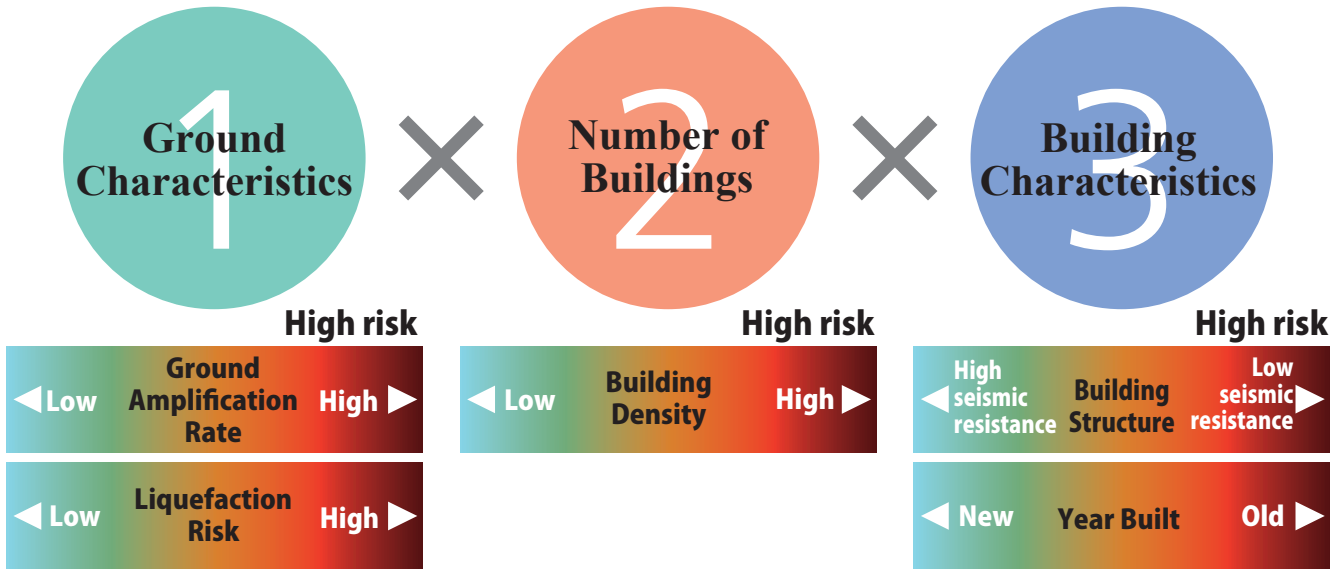 1
Ground
Characteristics
×
2
Number of
Buildings
×
3
Building
Characteristics
High risk
◀Low
Ground
Amplification
Rate
High▶
◀Low
Liquefaction
Risk
High▶
High risk
◀Low
Building
Density
High▶
High risk
◀High
seismic
resistance
Building
Structure
Low
seismic▶
resistance
◀New
Year Built
Old▶